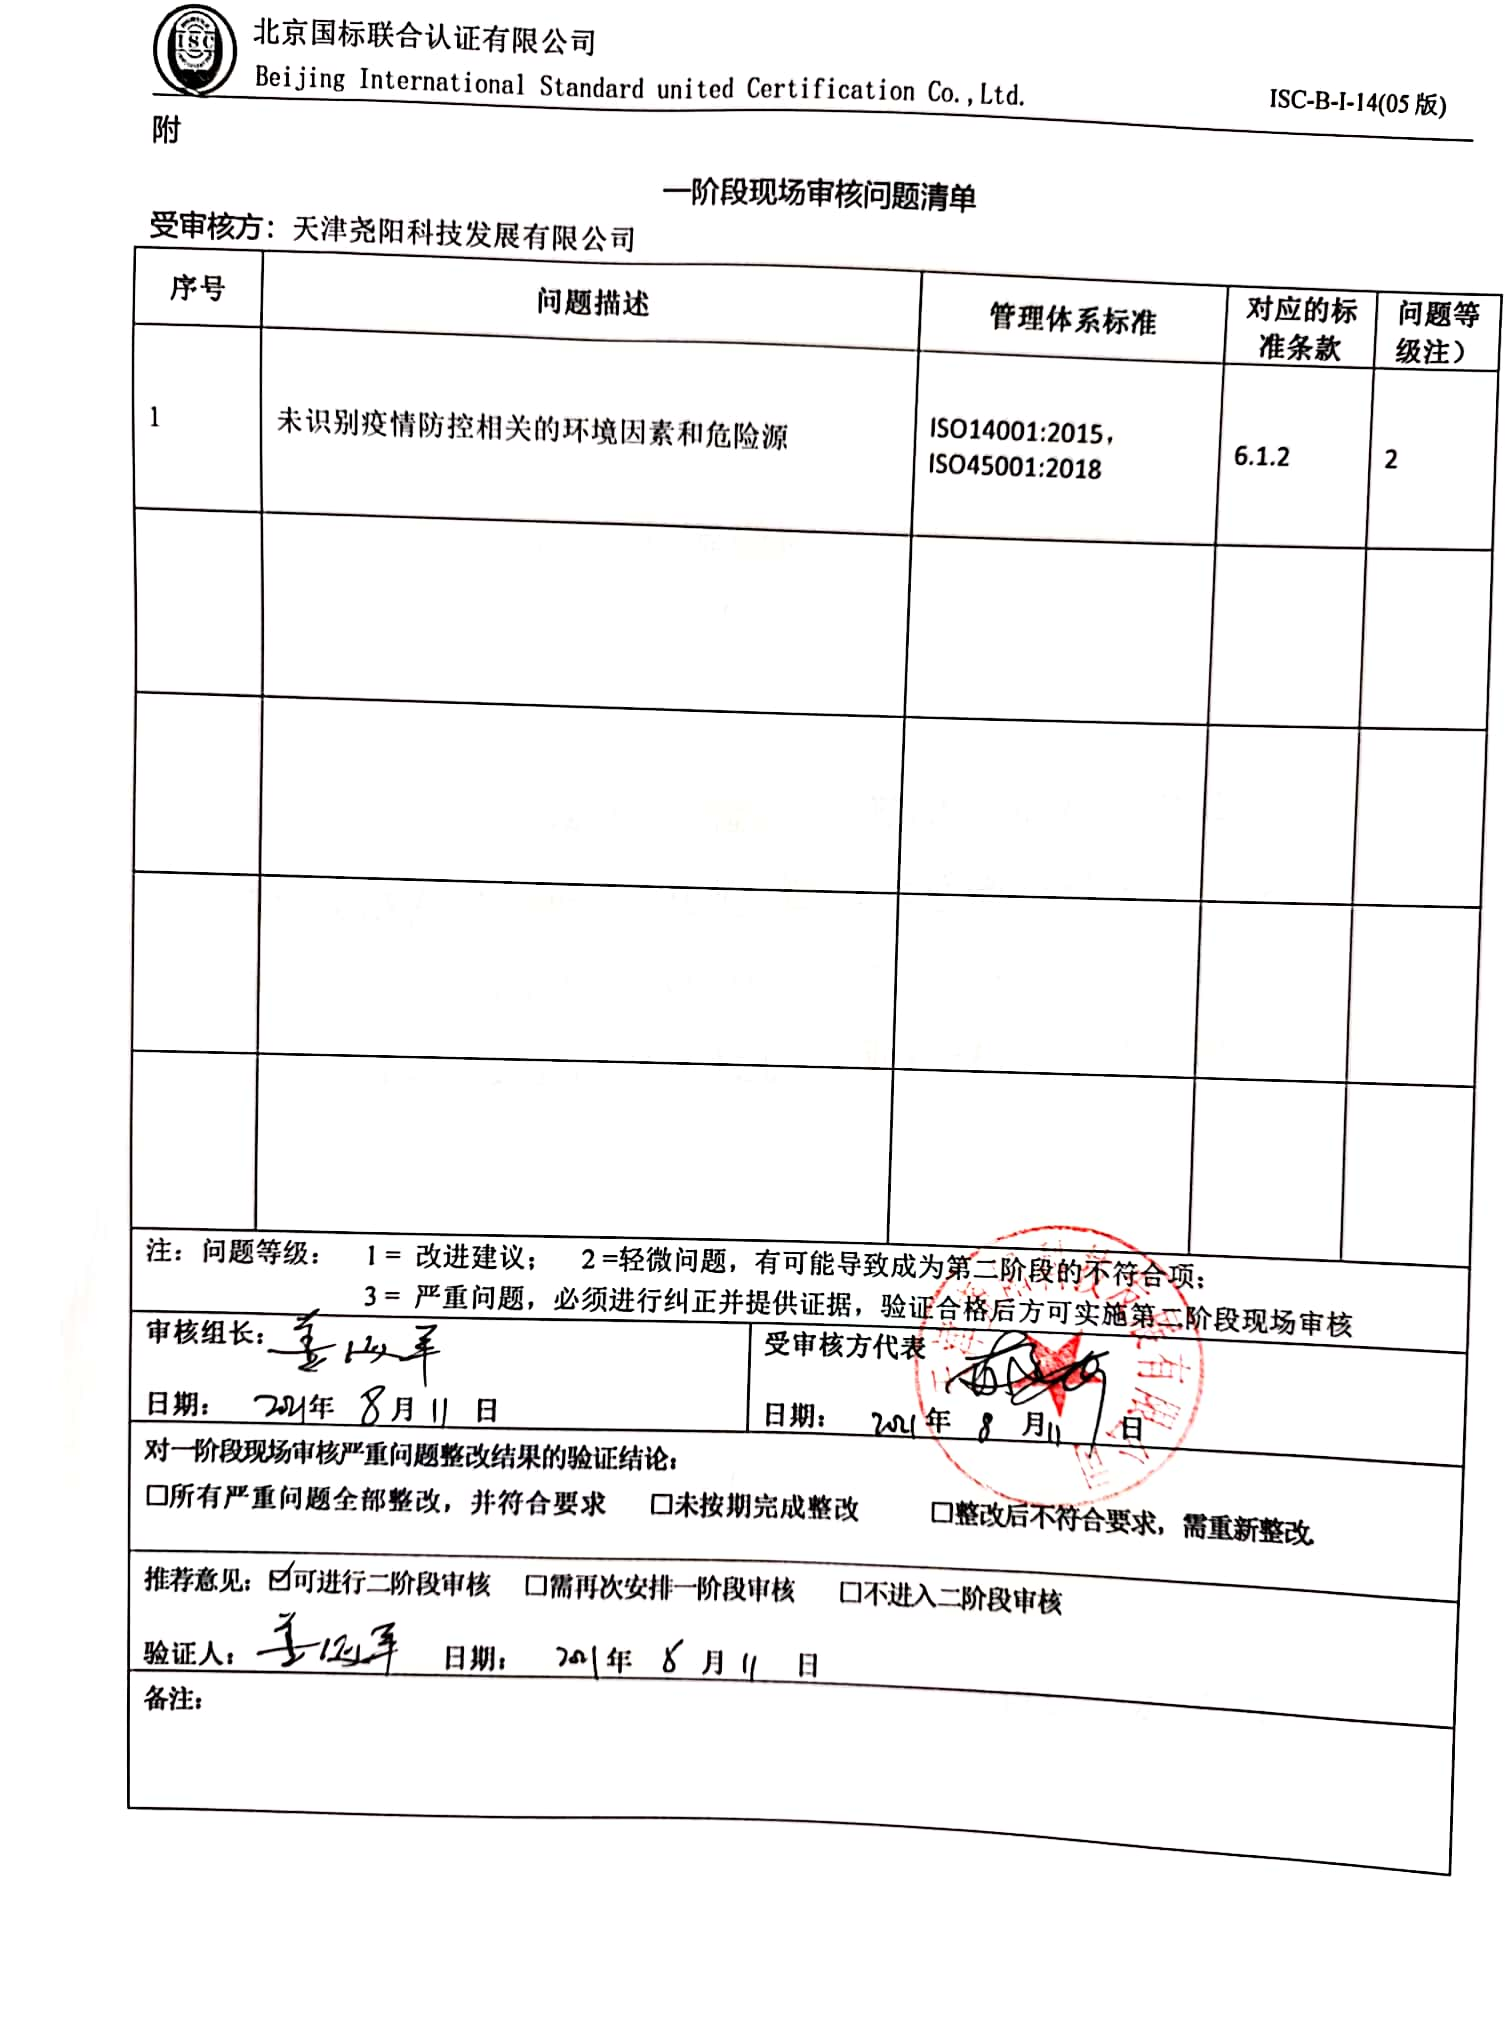 ISC
北京国标联合认证有限公司
Beijing International Standard united Certification Co.,Ltd.
ISC-B-I-14(05 版)
附
一阶段现场审核问题清单
受审核方：天津尧阳科技发展有限公司
序号 问题描述 管理体系标准 对应的标准条款 问题等级注）
1 未识别疫情防控相关的环境因素和危险源 ISO14001:2015，ISO45001:2018 6.1.2 2
注：问题等级： 1 = 改进建议； 2 =轻微问题，有可能导致成为第二阶段的不符合项；
3 = 严重问题，必须进行纠正并提供证据，验证合格后方可实施第二阶段现场审核
审核组长：
受审核方代表
日期： 2021年 8月 11 日
日期： 2021年 8 月11 日
对一阶段现场审核严重问题整改结果的验证结论：
□所有严重问题全部整改，并符合要求 □未按期完成整改 □整改后不符合要求，需重新整改.
推荐意见：☑可进行二阶段审核 □需再次安排一阶段审核 □不进入二阶段审核
验证人： 日期： 2021年 8 月 11 日
备注：